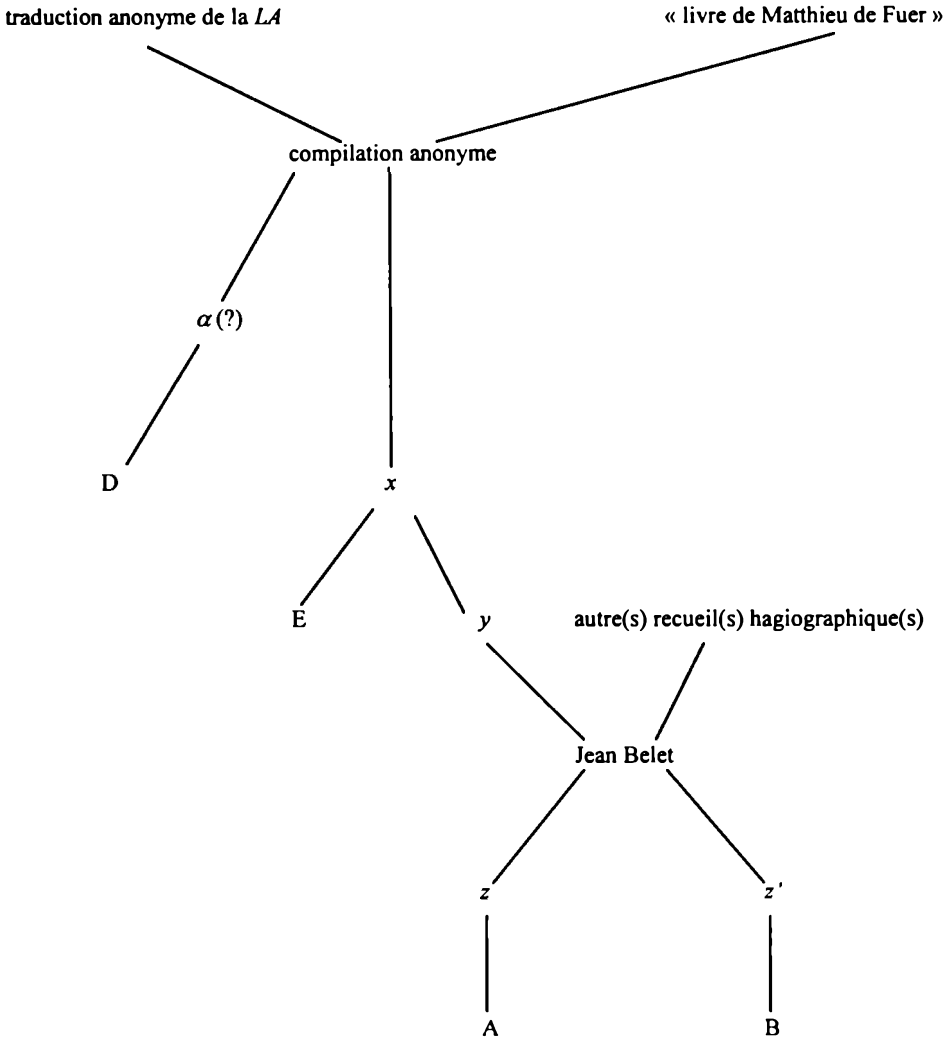 traduction anonyme de la LA
« livre de Matthieu de Fuer »
compilation anonyme
α (?)
D
x
E
y
autre(s) recueil(s) hagiographique(s)
Jean Belet
z
z'
A
B